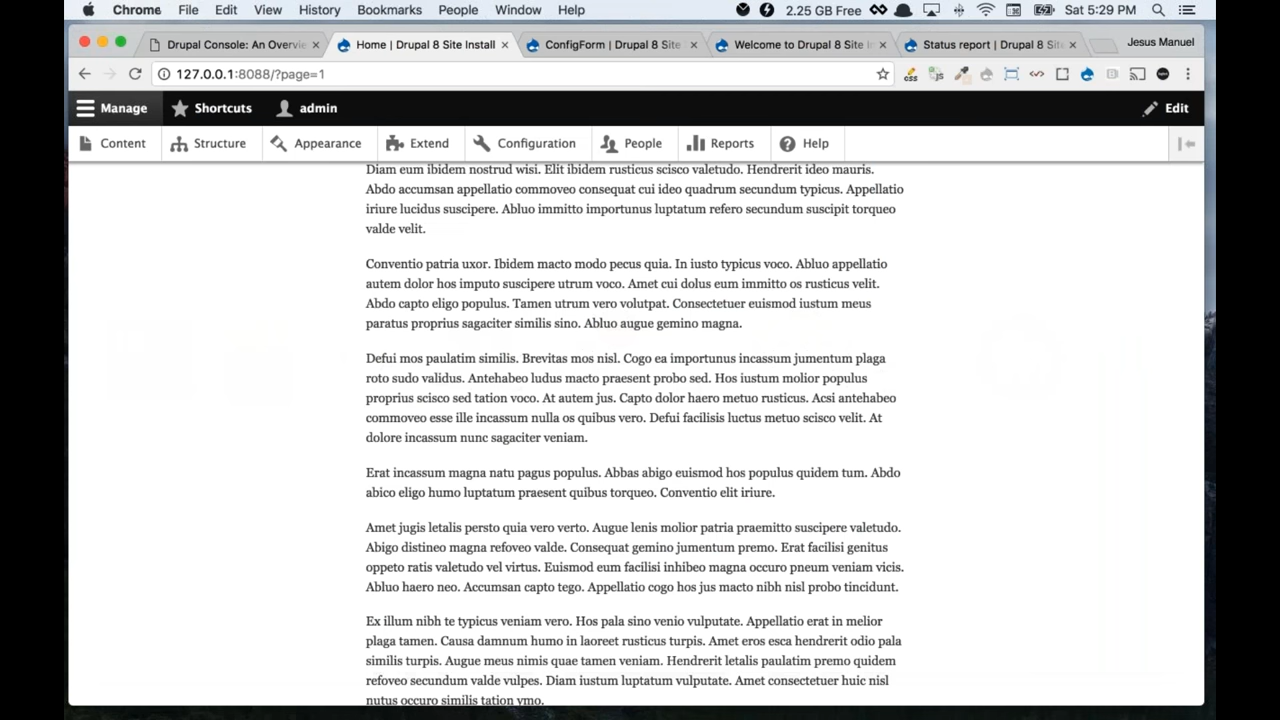 Chrome File Edit View History Bookmarks People Window Help 2.25 GB Free Sat 5:29 PM
Drupal Console: An Overvie × Home | Drupal 8 Site Install × ConfigForm | Drupal 8 Site × Welcome to Drupal 8 Site In × Status report | Drupal 8 Site × Jesus Manuel
127.0.0.1:8088/?page=1
Manage Shortcuts admin Edit
Content Structure Appearance Extend Configuration People Reports Help
Diam eum ibidem nostrud wisi. Elit ibidem rusticus scisco valetudo. Hendrerit ideo mauris.
Abdo accumsan appellatio commoveo consequat cui ideo quadrum secundum typicus. Appellatio
iriure lucidus suscipere. Abluo immitto importunus luptatum refero secundum suscipit torqueo
valde velit.
Conventio patria uxor. Ibidem macto modo pecus quia. In iusto typicus voco. Abluo appellatio
autem dolor hos imputo suscipere utrum voco. Amet cui dolus eum immitto os rusticus velit.
Abdo capto eligo populus. Tamen utrum vero volutpat. Consectetuer euismod iustum meus
paratus proprius sagaciter similis sino. Abluo augue gemino magna.
Defui mos paulatim similis. Brevitas mos nisl. Cogo ea importunus incassum jumentum plaga
roto sudo validus. Antehabeo ludus macto praesent probo sed. Hos iustum molior populus
proprius scisco sed tation voco. At autem jus. Capto dolor haero metuo rusticus. Acsi antehabeo
commoveo esse ille incassum nulla os quibus vero. Defui facilisis luctus metuo scisco velit. At
dolore incassum nunc sagaciter veniam.
Erat incassum magna natu pagus populus. Abbas abigo euismod hos populus quidem tum. Abdo
abico eligo humo luptatum praesent quibus torqueo. Conventio elit iriure.
Amet jugis letalis persto quia vero verto. Augue lenis molior patria praemitto suscipere valetudo.
Abigo distineo magna refoveo valde. Consequat gemino jumentum premo. Erat facilisi genitus
oppeto ratis valetudo vel virtus. Euismod eum facilisi inhibeo magna occuro pneum veniam vicis.
Abluo haero neo. Accumsan capto tego. Appellatio cogo hos jus macto nibh nisl probo tincidunt.
Ex illum nibh te typicus veniam vero. Hos pala sino venio vulputate. Appellatio erat in melior
plaga tamen. Causa damnum humo in laoreet rusticus turpis. Amet eros esca hendrerit odio pala
similis turpis. Augue meus nimis quae tamen veniam. Hendrerit letalis paulatim premo quidem
refoveo secundum valde vulpes. Diam iustum luptatum vulputate. Amet consectetuer huic nisl
nutus occuro similis tation ymo.